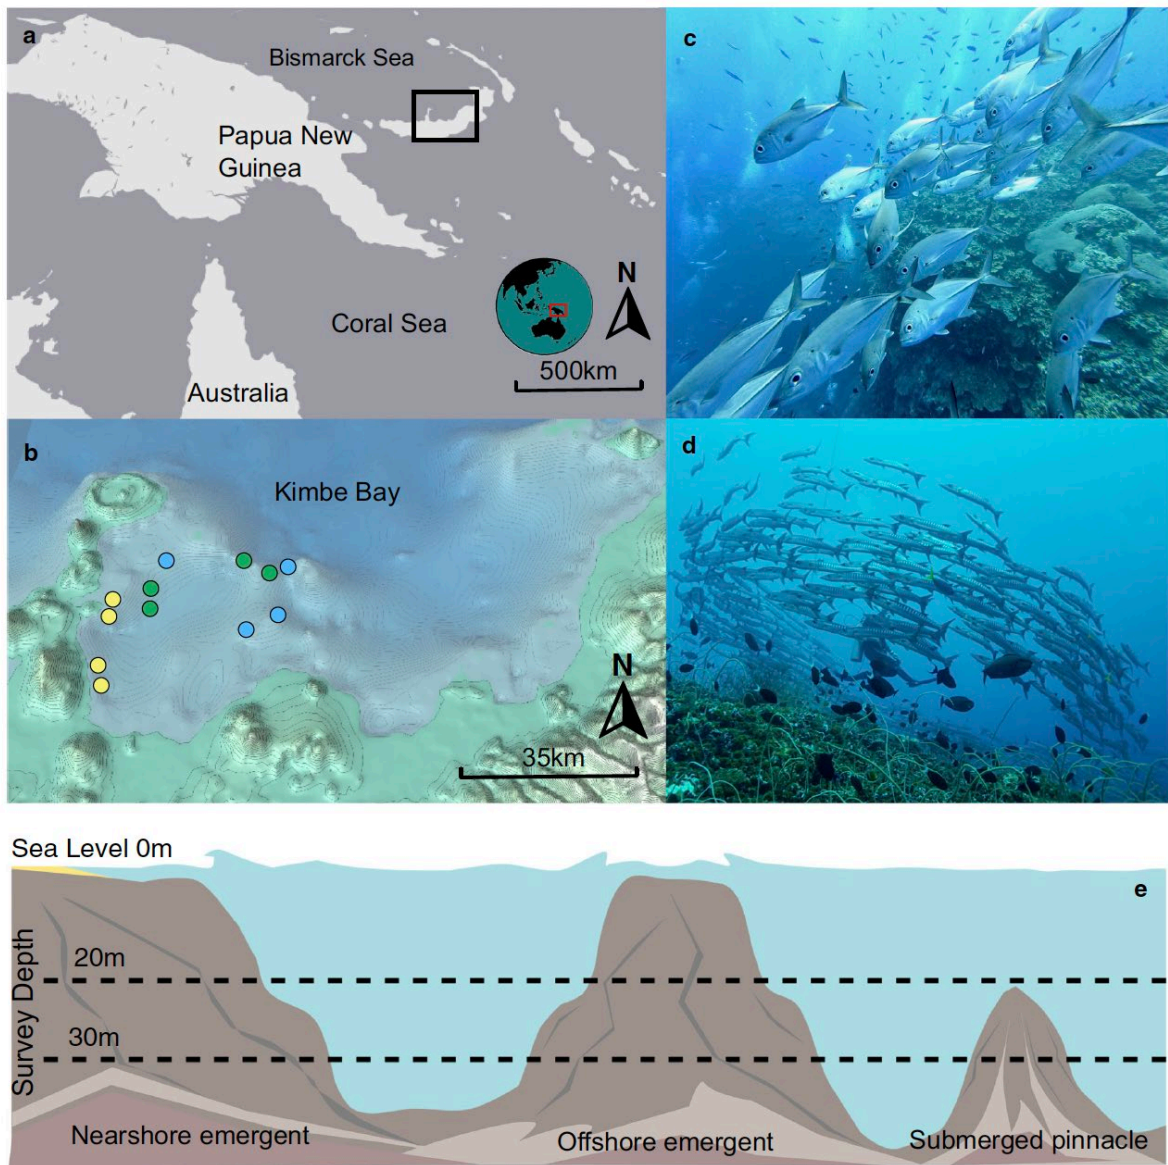 a
Bismarck Sea
Papua New
Guinea
Coral Sea
N
500km
Australia
b
Kimbe Bay
N
35km
c
d
Sea Level 0m
e
Survey Depth
20m
30m
Nearshore emergent
Offshore emergent
Submerged pinnacle